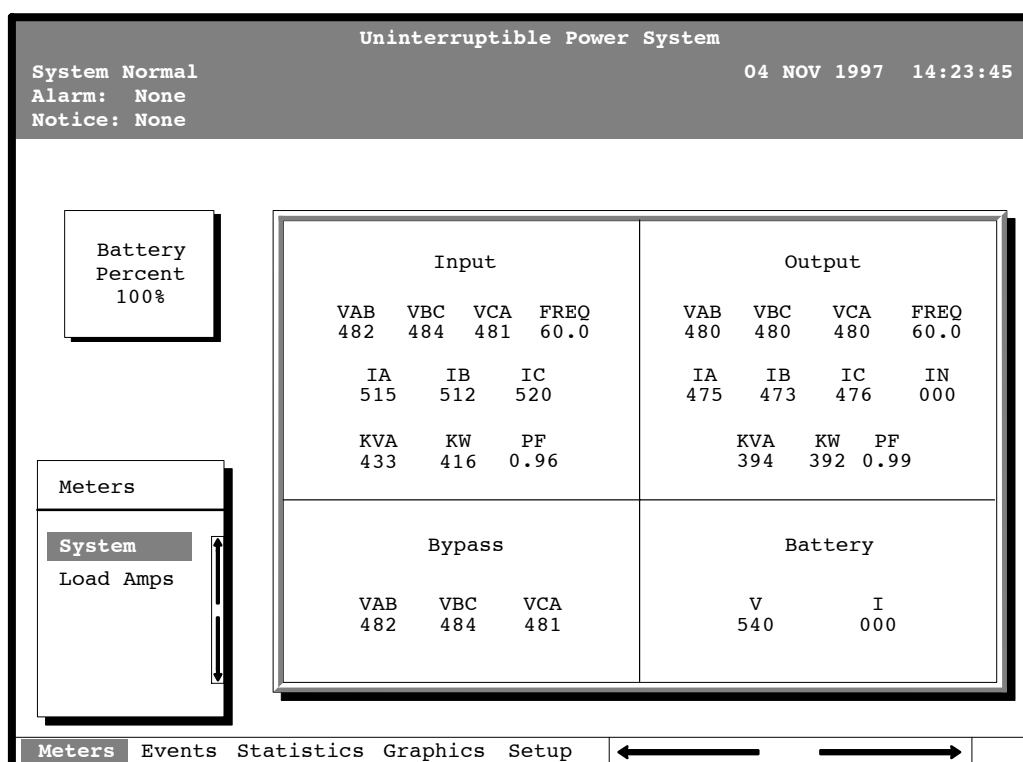 Uninterruptible Power System
System Normal
04 NOV 1997 14:23:45
Alarm: None
Notice: None
Battery
Percent
100%
Input
VAB VBC VCA FREQ
482 484 481 60.0
IA IB IC
515 512 520
KVA KW PF
433 416 0.96
Output
VAB VBC VCA FREQ
480 480 480 60.0
IA IB IC IN
475 473 476 000
KVA KW PF
394 392 0.99
Meters
System
Load Amps
Bypass
VAB VBC VCA
482 484 481
Battery
V I
540 000
Meters Events Statistics Graphics Setup